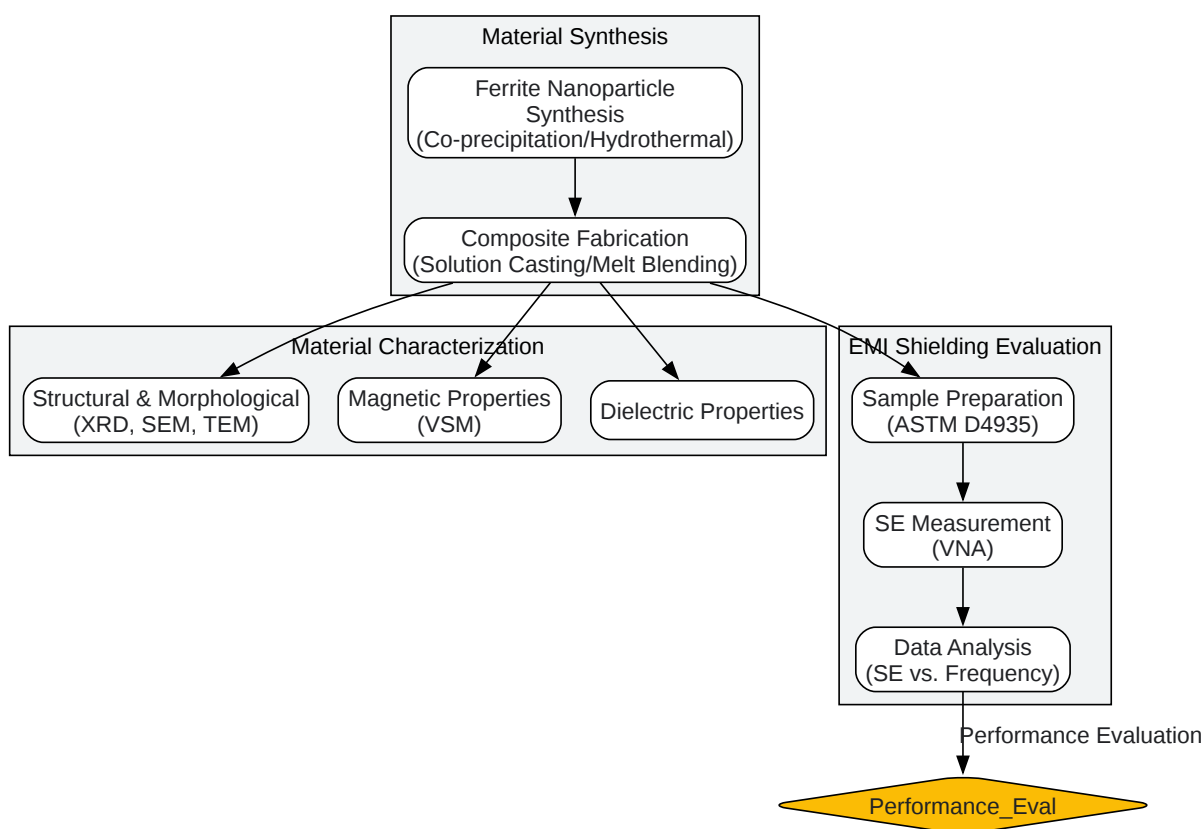 Material Synthesis
Ferrite Nanoparticle
Synthesis
(Co-precipitation/Hydrothermal)
Composite Fabrication
(Solution Casting/Melt Blending)
Material Characterization
Structural & Morphological
(XRD, SEM, TEM)
Magnetic Properties
(VSM)
Dielectric Properties
EMI Shielding Evaluation
Sample Preparation
(ASTM D4935)
SE Measurement
(VNA)
Data Analysis
(SE vs. Frequency)
Performance Evaluation
Performance_Eval